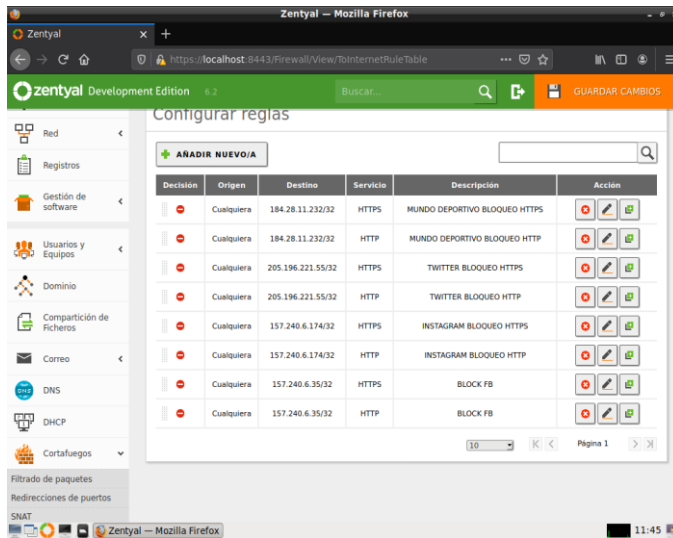 Zentyal — Mozilla Firefox
Zentyal
https://localhost:8443/Firewall/View/ToInternetRuleTable
zentyal Development Edition 6.2
Buscar...
GUARDAR CAMBIOS
Configurar reglas
Red
Registros
Gestión de
software
Usuarios y
Equipos
Dominio
Compartición de
Ficheros
Correo
DNS
DHCP
Cortafuegos
Filtrado de paquetes
Redirecciones de puertos
SNAT
AÑADIR NUEVO/A
Decisión Origen Destino Servicio Descripción Acción
Cualquiera 184.28.11.232/32 HTTPS MUNDO DEPORTIVO BLOQUEO HTTPS
Cualquiera 184.28.11.232/32 HTTP MUNDO DEPORTIVO BLOQUEO HTTP
Cualquiera 205.196.221.55/32 HTTPS TWITTER BLOQUEO HTTPS
Cualquiera 205.196.221.55/32 HTTP TWITTER BLOQUEO HTTP
Cualquiera 157.240.6.174/32 HTTPS INSTAGRAM BLOQUEO HTTPS
Cualquiera 157.240.6.174/32 HTTP INSTAGRAM BLOQUEO HTTP
Cualquiera 157.240.6.35/32 HTTPS BLOCK FB
Cualquiera 157.240.6.35/32 HTTP BLOCK FB
10 Página 1
Zentyal — Mozilla Firefox
11:45